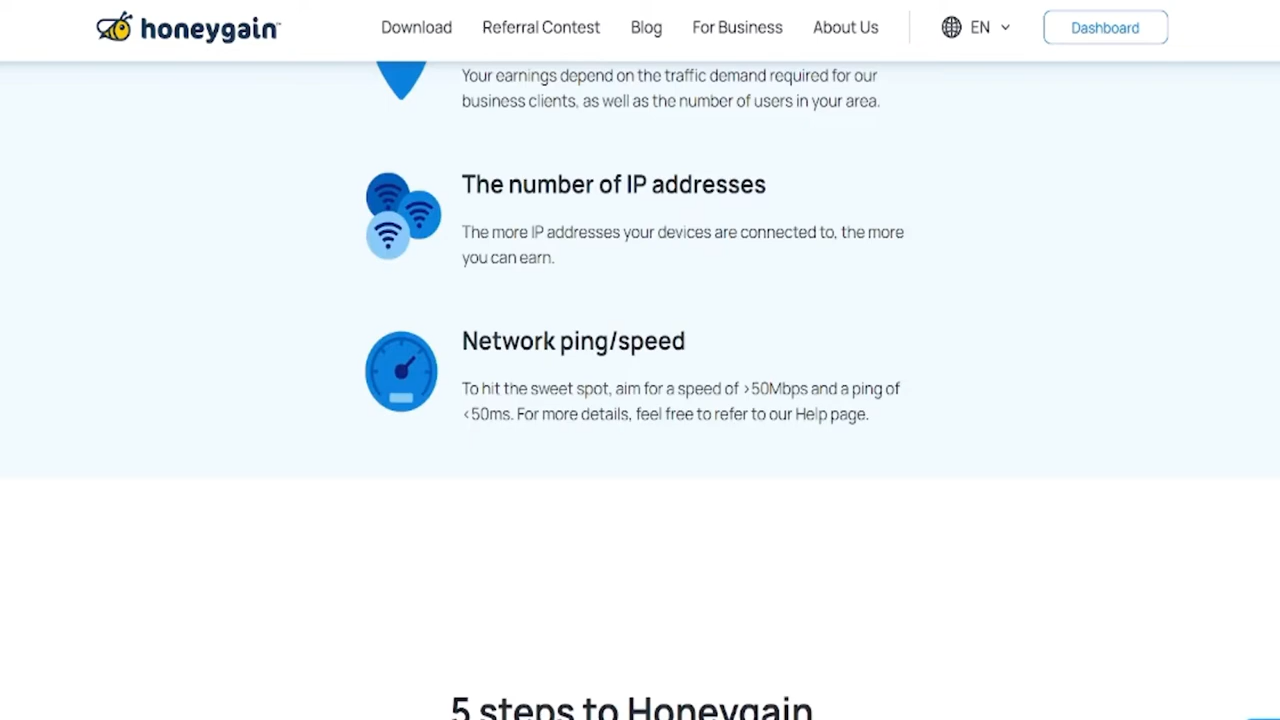 honeygain Download Referral Contest Blog For Business About Us EN Dashboard
Your earnings depend on the traffic demand required for our
business clients, as well as the number of users in your area.
The number of IP addresses
The more IP addresses your devices are connected to, the more
you can earn.
Network ping/speed
To hit the sweet spot, aim for a speed of >50Mbps and a ping of
<50ms. For more details, feel free to refer to our Help page.
5 steps to Honeygain